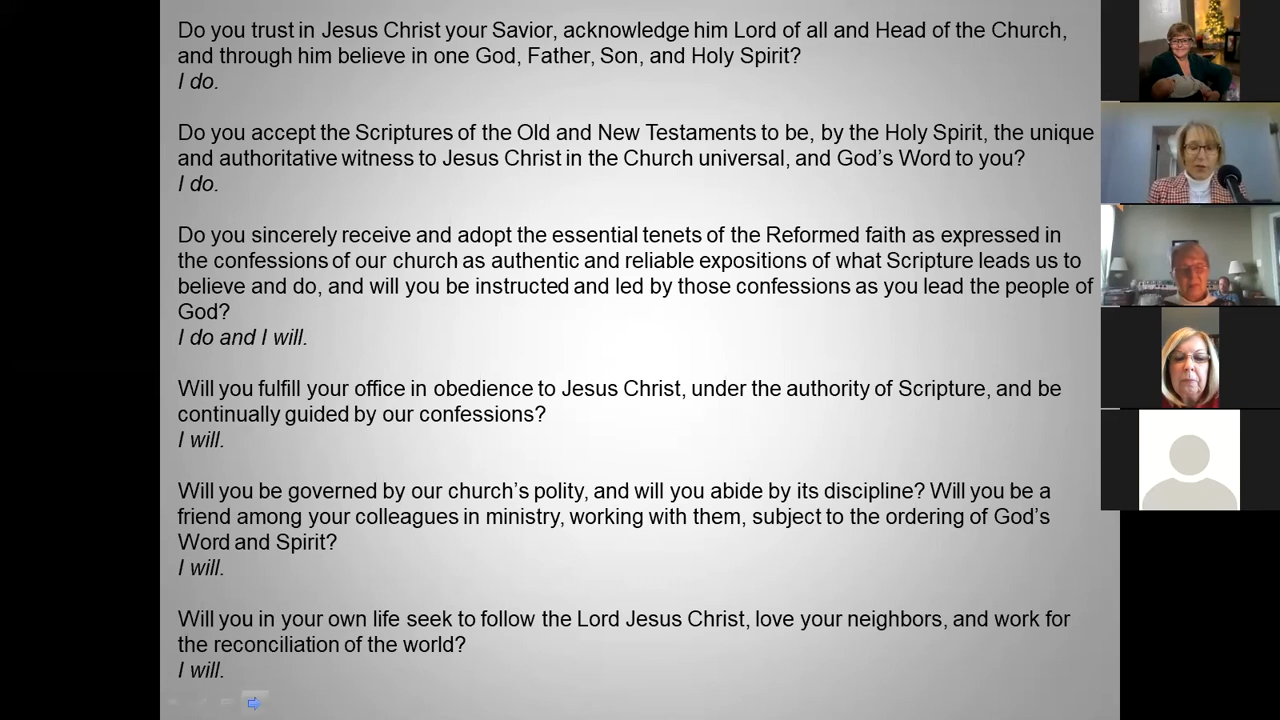 Do you trust in Jesus Christ your Savior, acknowledge him Lord of all and Head of the Church,
and through him believe in one God, Father, Son, and Holy Spirit?
I do.
Do you accept the Scriptures of the Old and New Testaments to be, by the Holy Spirit, the unique
and authoritative witness to Jesus Christ in the Church universal, and God's Word to you?
I do.
Do you sincerely receive and adopt the essential tenets of the Reformed faith as expressed in
the confessions of our church as authentic and reliable expositions of what Scripture leads us to
believe and do, and will you be instructed and led by those confessions as you lead the people of
God?
I do and I will.
Will you fulfill your office in obedience to Jesus Christ, under the authority of Scripture, and be
continually guided by our confessions?
I will.
Will you be governed by our church's polity, and will you abide by its discipline? Will you be a
friend among your colleagues in ministry, working with them, subject to the ordering of God's
Word and Spirit?
I will.
Will you in your own life seek to follow the Lord Jesus Christ, love your neighbors, and work for
the reconciliation of the world?
I will.